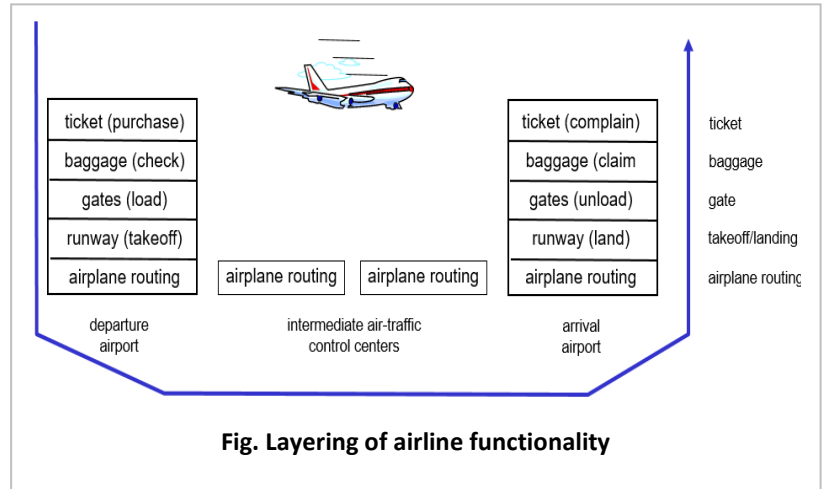 ticket (purchase)
baggage (check)
gates (load)
runway (takeoff)
airplane routing
departure
airport
airplane routing
airplane routing
intermediate air-traffic
control centers
ticket (complain)
baggage (claim
gates (unload)
runway (land)
airplane routing
arrival
airport
ticket
baggage
gate
takeoff/landing
airplane routing
Fig. Layering of airline functionality